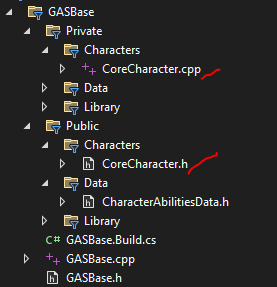 GASBase
Private
Characters
++ CoreCharacter.cpp
Data
Library
Public
Characters
h CoreCharacter.h
Data
h CharacterAbilitiesData.h
Library
C# GASBase.Build.cs
++ GASBase.cpp
h GASBase.h